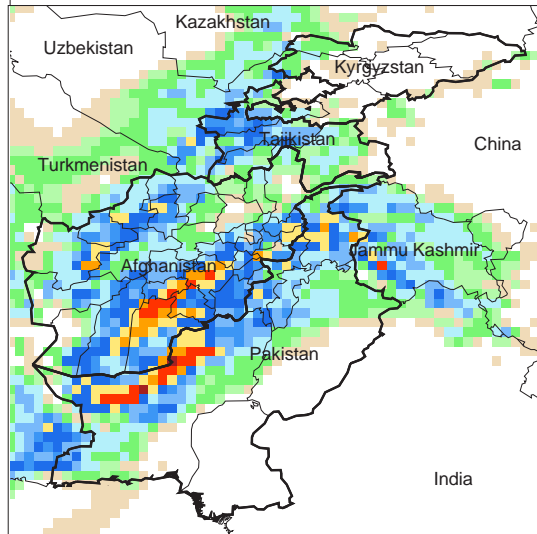 Kazakhstan
Uzbekistan
Kyrgyzstan
Tajikistan
China
Turkmenistan
Jammu Kashmir
Afghanistan
Pakistan
India